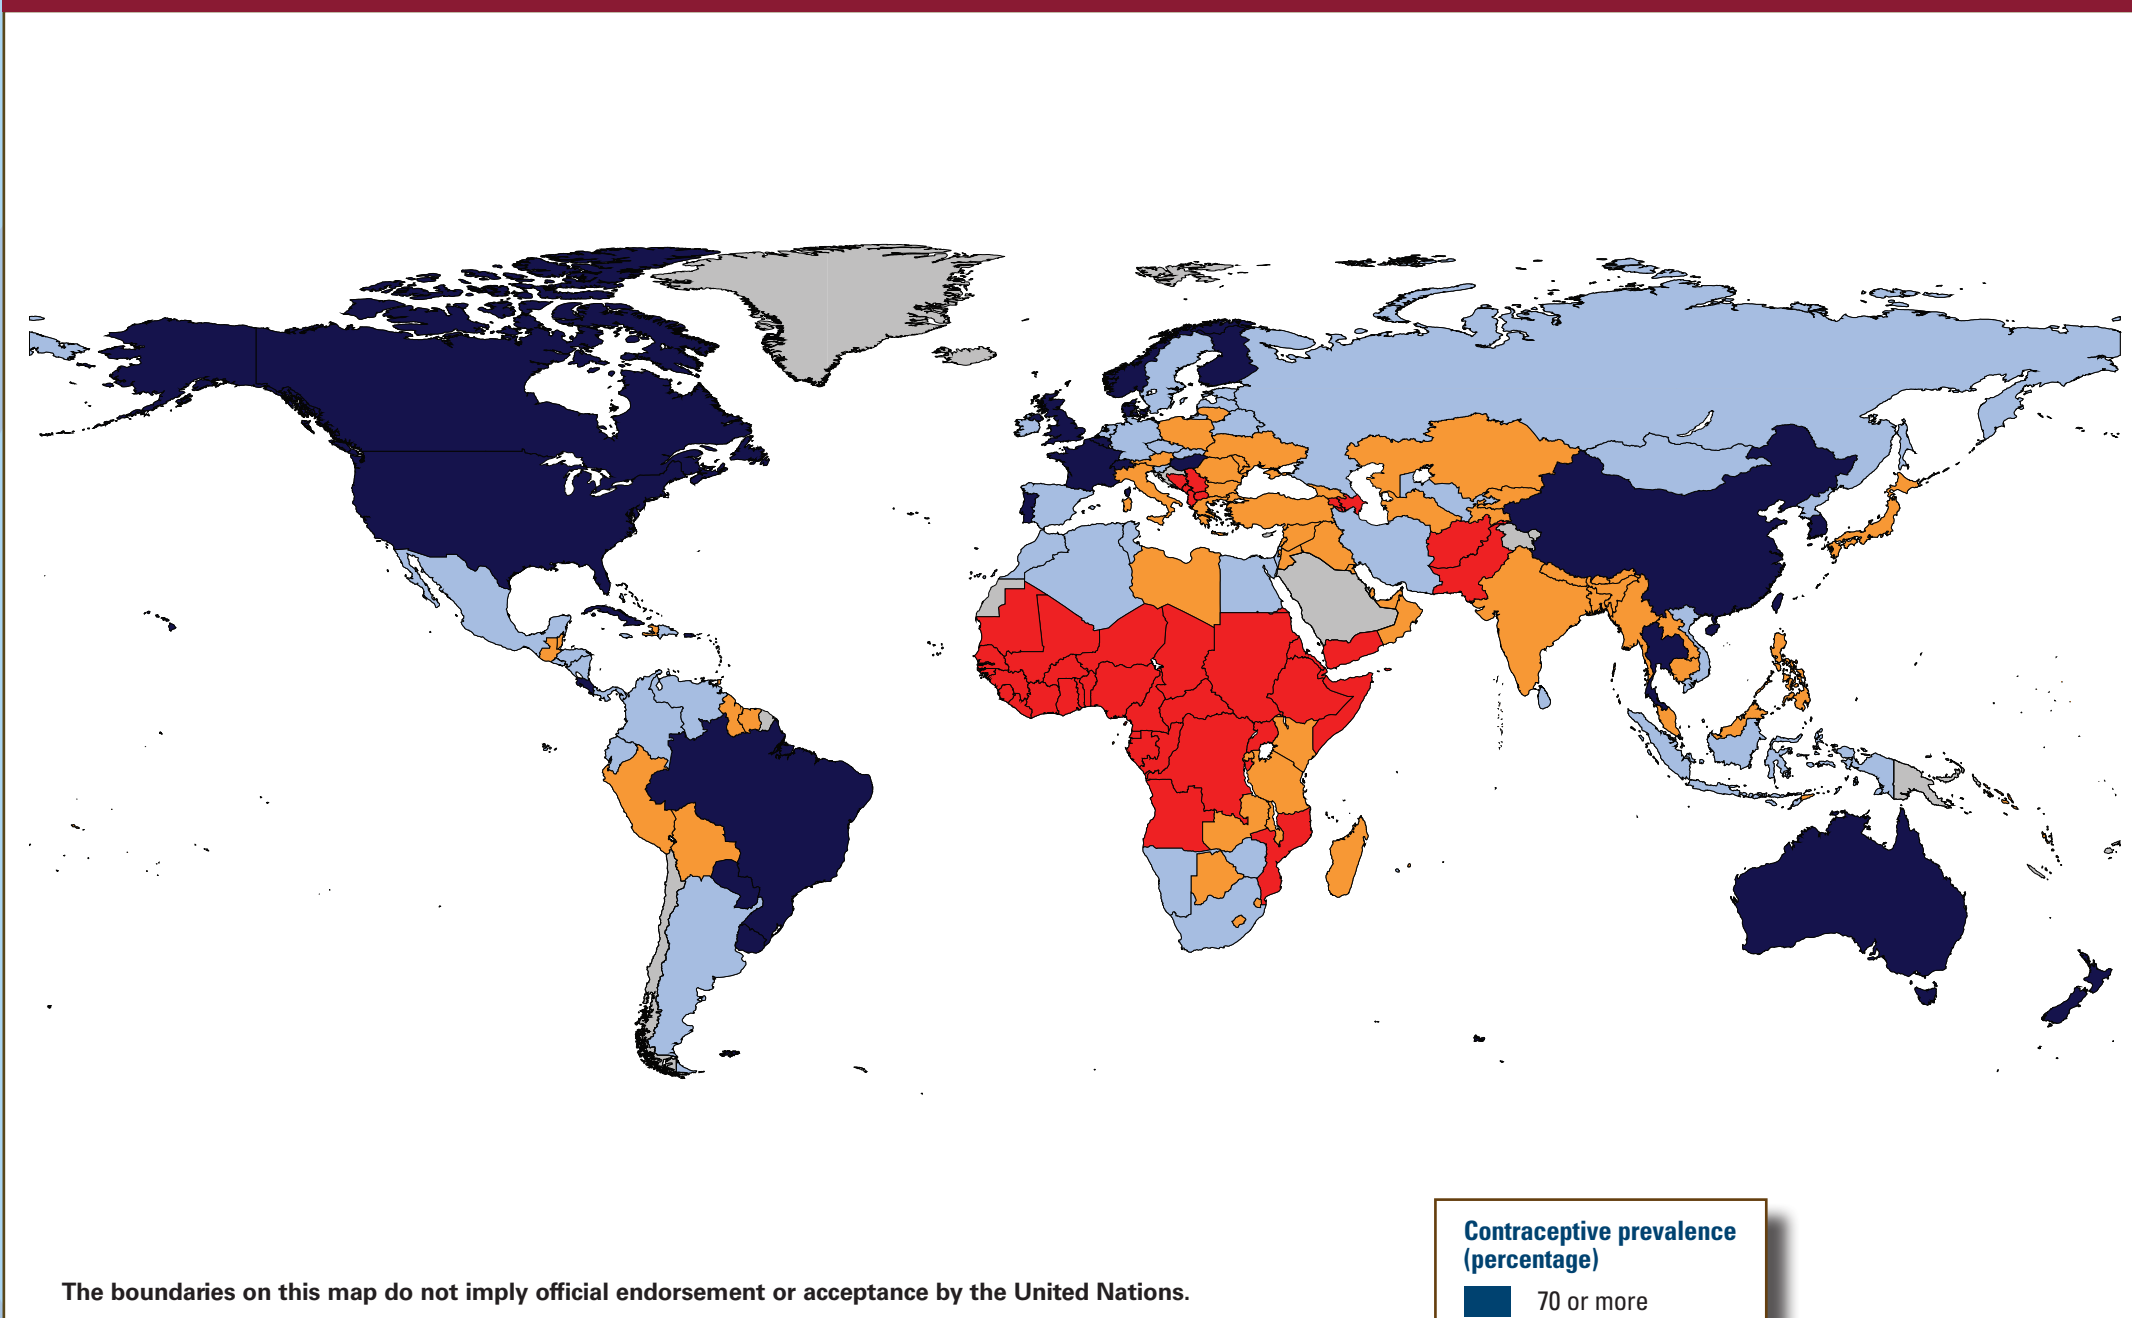 The boundaries on this map do not imply official endorsement or acceptance by the United Nations.
Contraceptive prevalence
(percentage)
70 or more